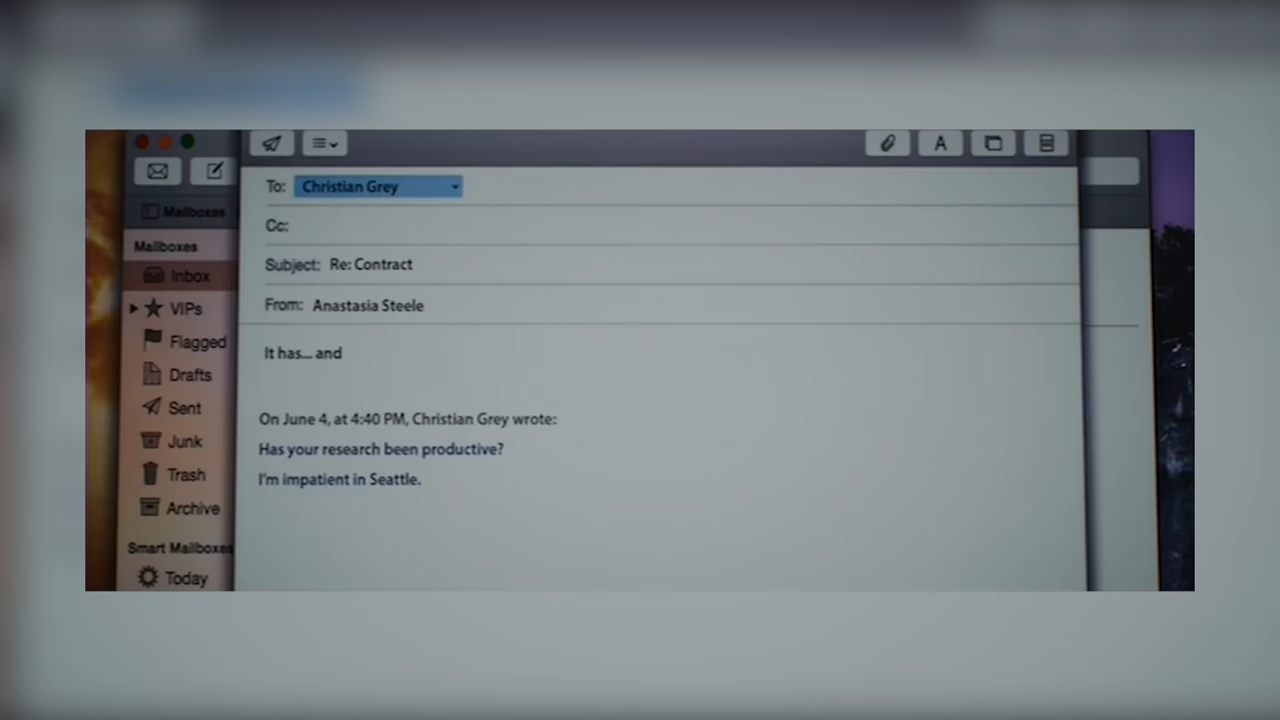 Mailboxes
To: Christian Grey
Cc:
Subject: Re: Contract
From: Anastasia Steele
It has... and
On June 4, at 4:40 PM, Christian Grey wrote:
Has your research been productive?
I'm impatient in Seattle.
Mailboxes
Inbox
VIPs
Flagged
Drafts
Sent
Junk
Trash
Archive
Smart Mailboxes
Today
A